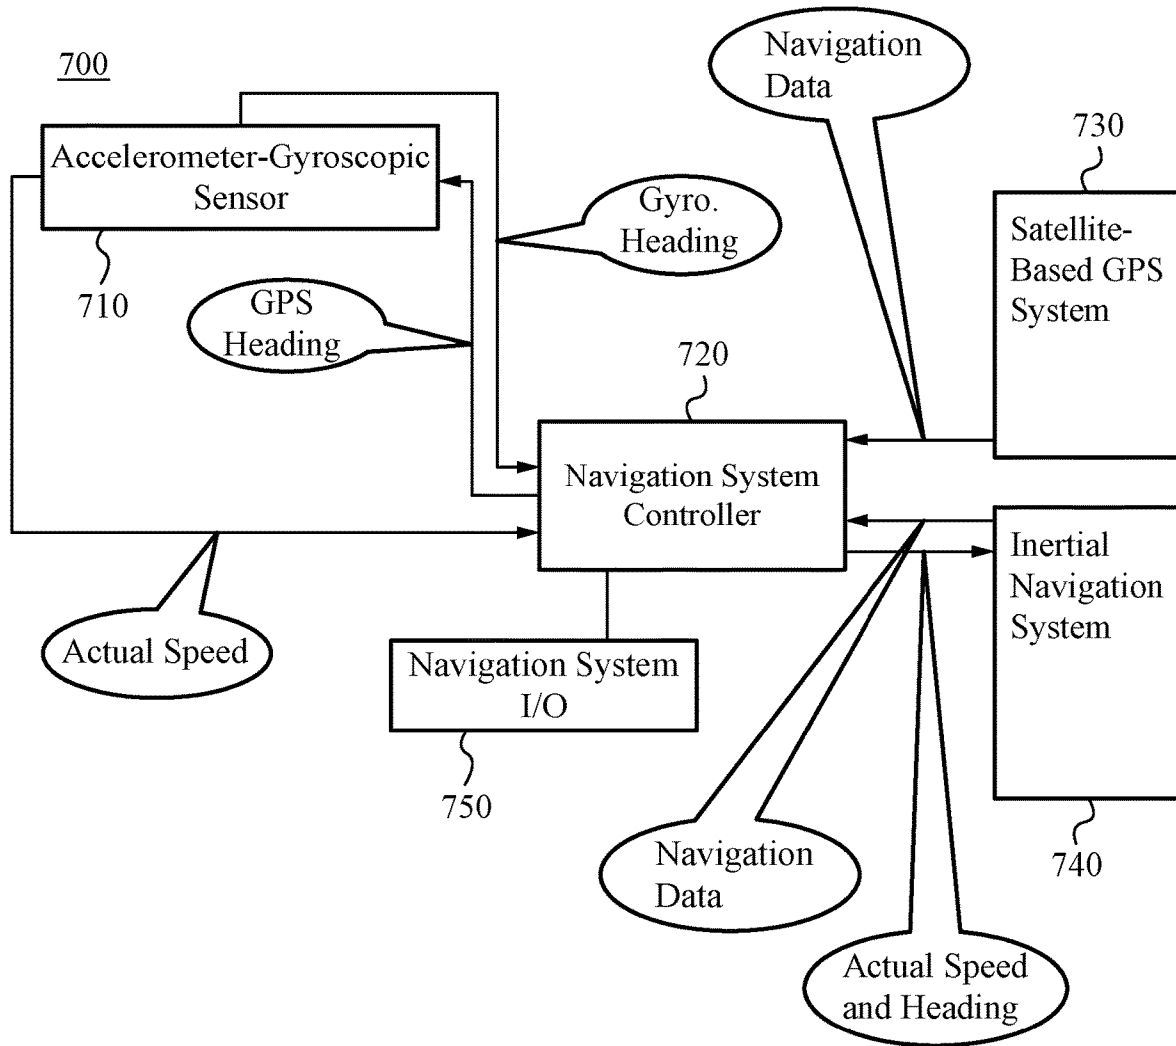 700
Accelerometer-Gyroscopic
Sensor
710
Gyro.
Heading
GPS
Heading
Navigation
Data
730
Satellite-
Based GPS
System
720
Navigation System
Controller
Inertial
Navigation
System
740
Actual Speed
Navigation System
I/O
750
Navigation
Data
Actual Speed
and Heading